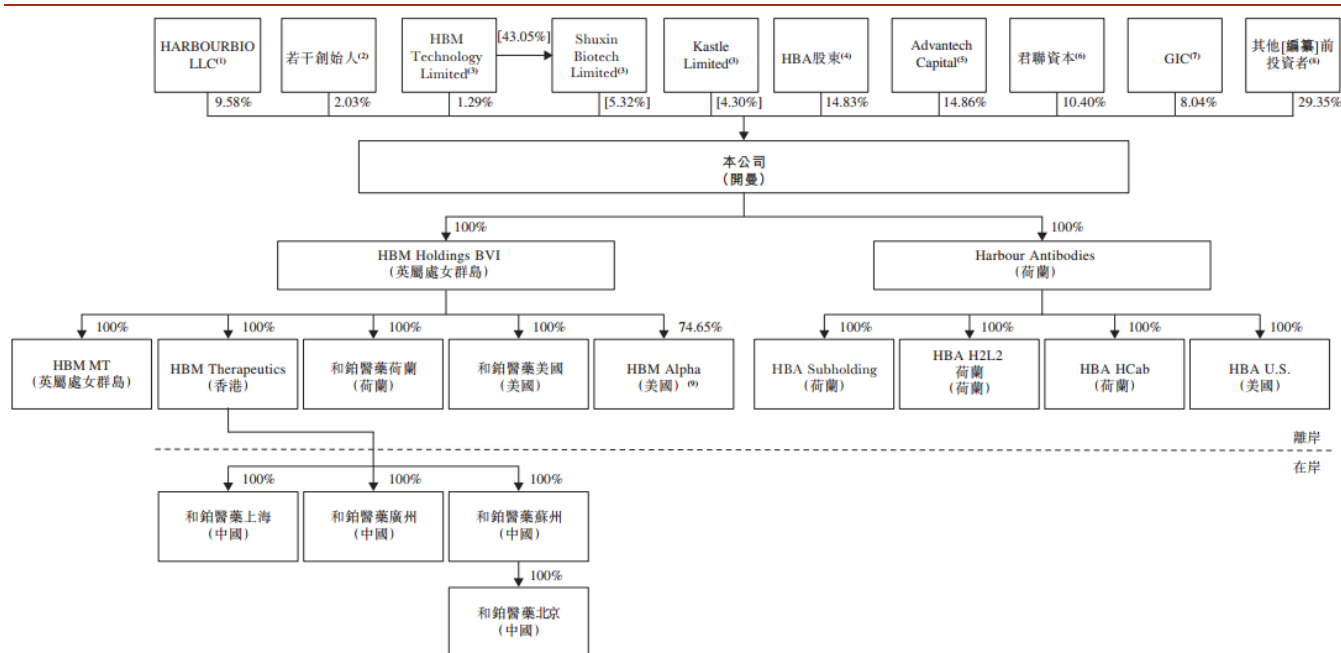 HARBOURBIO
LLC(1)
若干創始人(2)
HBM
Technology
Limited(3)
[43.05%]
Shuxin
Biotech
Limited(3)
Kastle
Limited(3)
HBA股東(4)
Advantech
Capital(5)
君聯資本(6)
GIC(7)
其他[編纂]前
投資者(8)
9.58%
2.03%
1.29%
[5.32%]
[4.30%]
14.83%
14.86%
10.40%
8.04%
29.35%
本公司
(開曼)
100%
100%
HBM Holdings BVI
(英屬處女群島)
Harbour Antibodies
(荷蘭)
100%
100%
100%
100%
74.65%
100%
100%
100%
100%
HBM MT
(英屬處女群島)
HBM Therapeutics
(香港)
和鉑醫藥荷蘭
(荷蘭)
和鉑醫藥美國
(美國)
HBM Alpha
(美國)(9)
HBA Subholding
(荷蘭)
HBA H2L2
荷蘭
(荷蘭)
HBA HCab
(荷蘭)
HBA U.S.
(美國)
離岸
在岸
100%
100%
100%
和鉑醫藥上海
(中國)
和鉑醫藥廣州
(中國)
和鉑醫藥蘇州
(中國)
100%
和鉑醫藥北京
(中國)